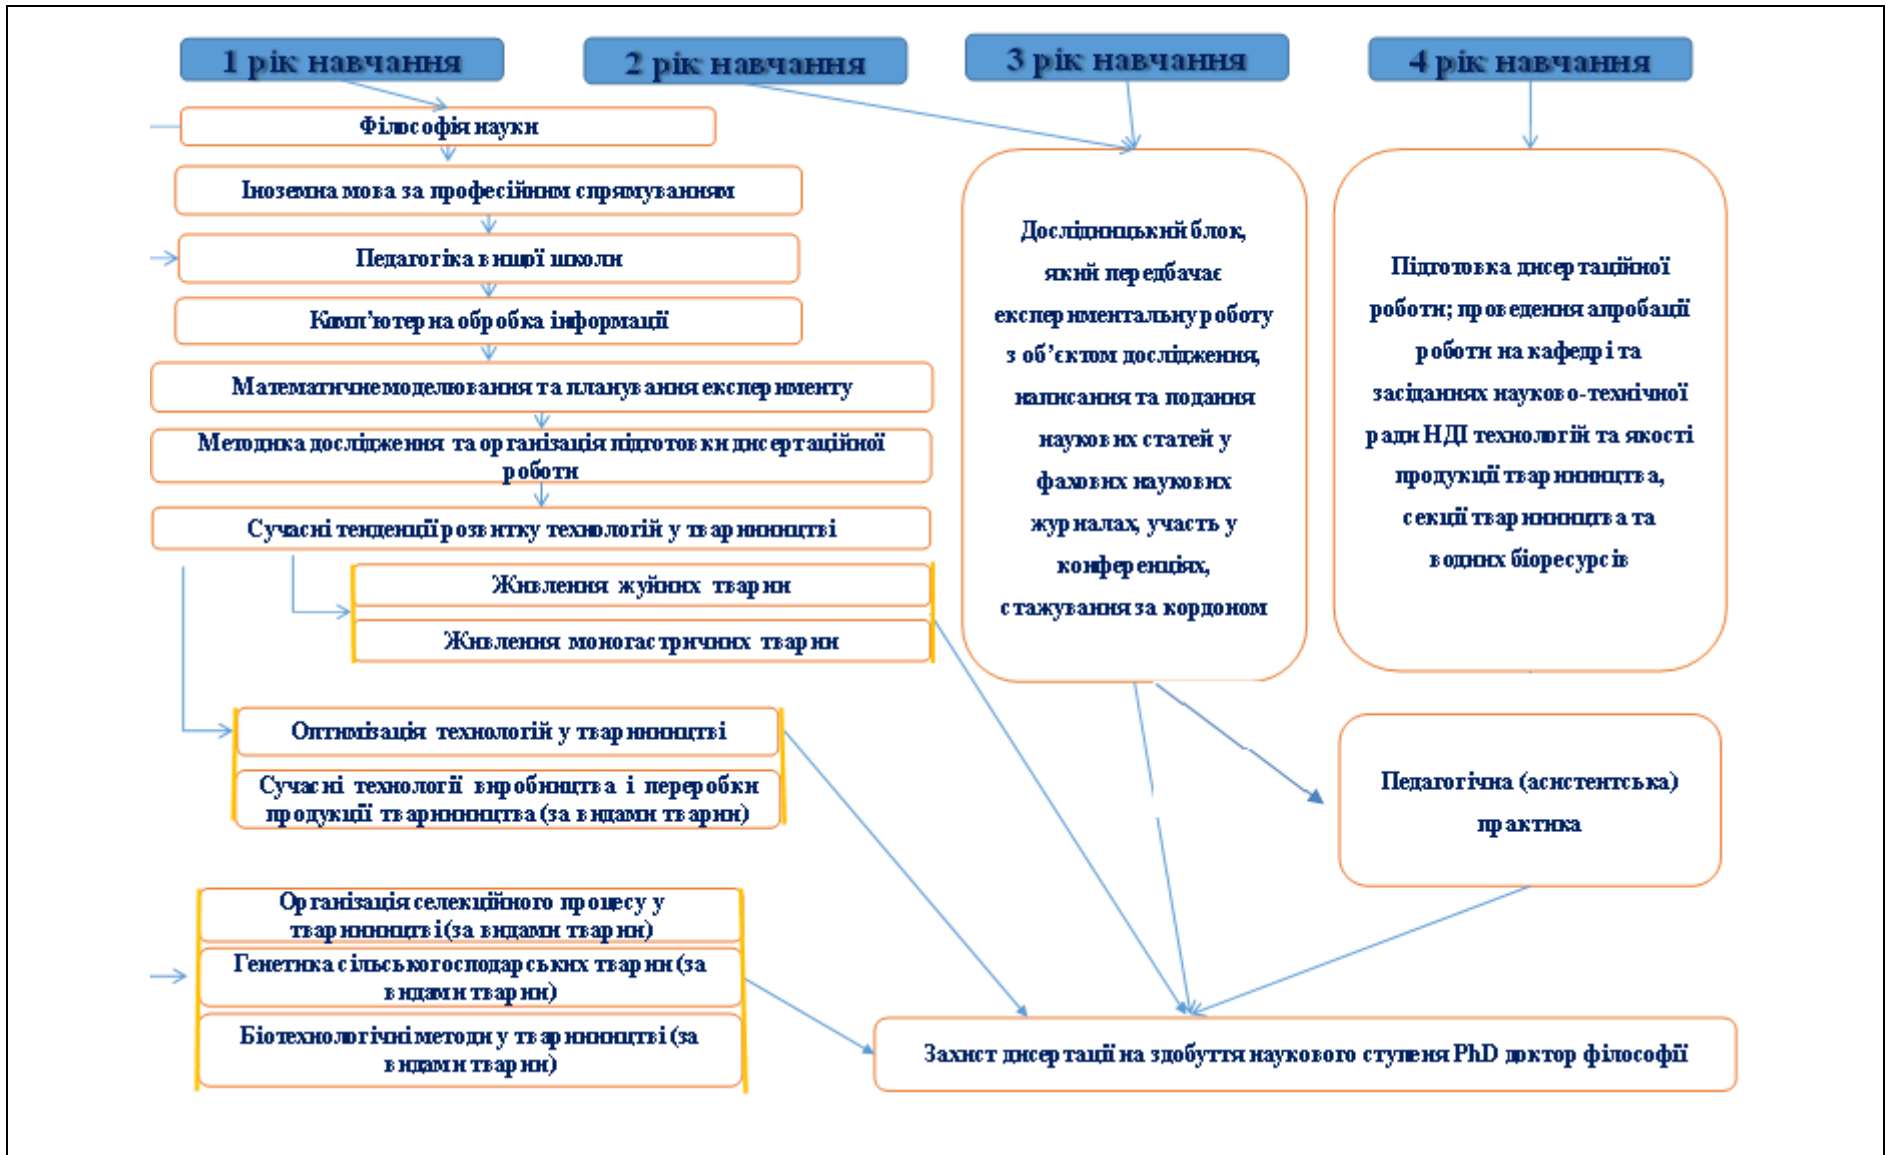 1 рік навчання
2 рік навчання
3 рік навчання
4 рік навчання
Філософія науки
Іноземна мова за професійним спрямуванням
Педагогіка вищої школи
Комп’ютерна обробка інформації
Математичне моделювання та планування експерименту
Методика дослідження та організація підготовки дисертаційної
роботи
Сучасні тенденції розвитку технологій у тваринництві
Живлення жуйних тварин
Живлення моногастричних тварин
Оптимізація технологій у тваринництві
Сучасні технології виробництва і переробки
продукції тваринництва (за видами тварин)
Організація селекційного процесу у
тваринництві (за видами тварин)
Генетика сільськогосподарських тварин (за
видами тварин)
Біотехнологічні методи у тваринництві (за
видами тварин)
Дослідницький блок,
який передбачає
експериментальну роботу
з об’єктом дослідження,
написання та подання
наукових статей у
фахових наукових
журналах, участь у
конференціях,
стажування за кордоном
Підготовка дисертаційної
роботи; проведення апробації
роботи на кафедрі та
засіданнях науково-технічної
ради НДІ технологій та якості
продукції тваринництва,
секції тваринництва та
водних біоресурсів
Педагогічна (асистентська)
практика
Захист дисертації на здобуття наукового ступеня PhD доктор філософії